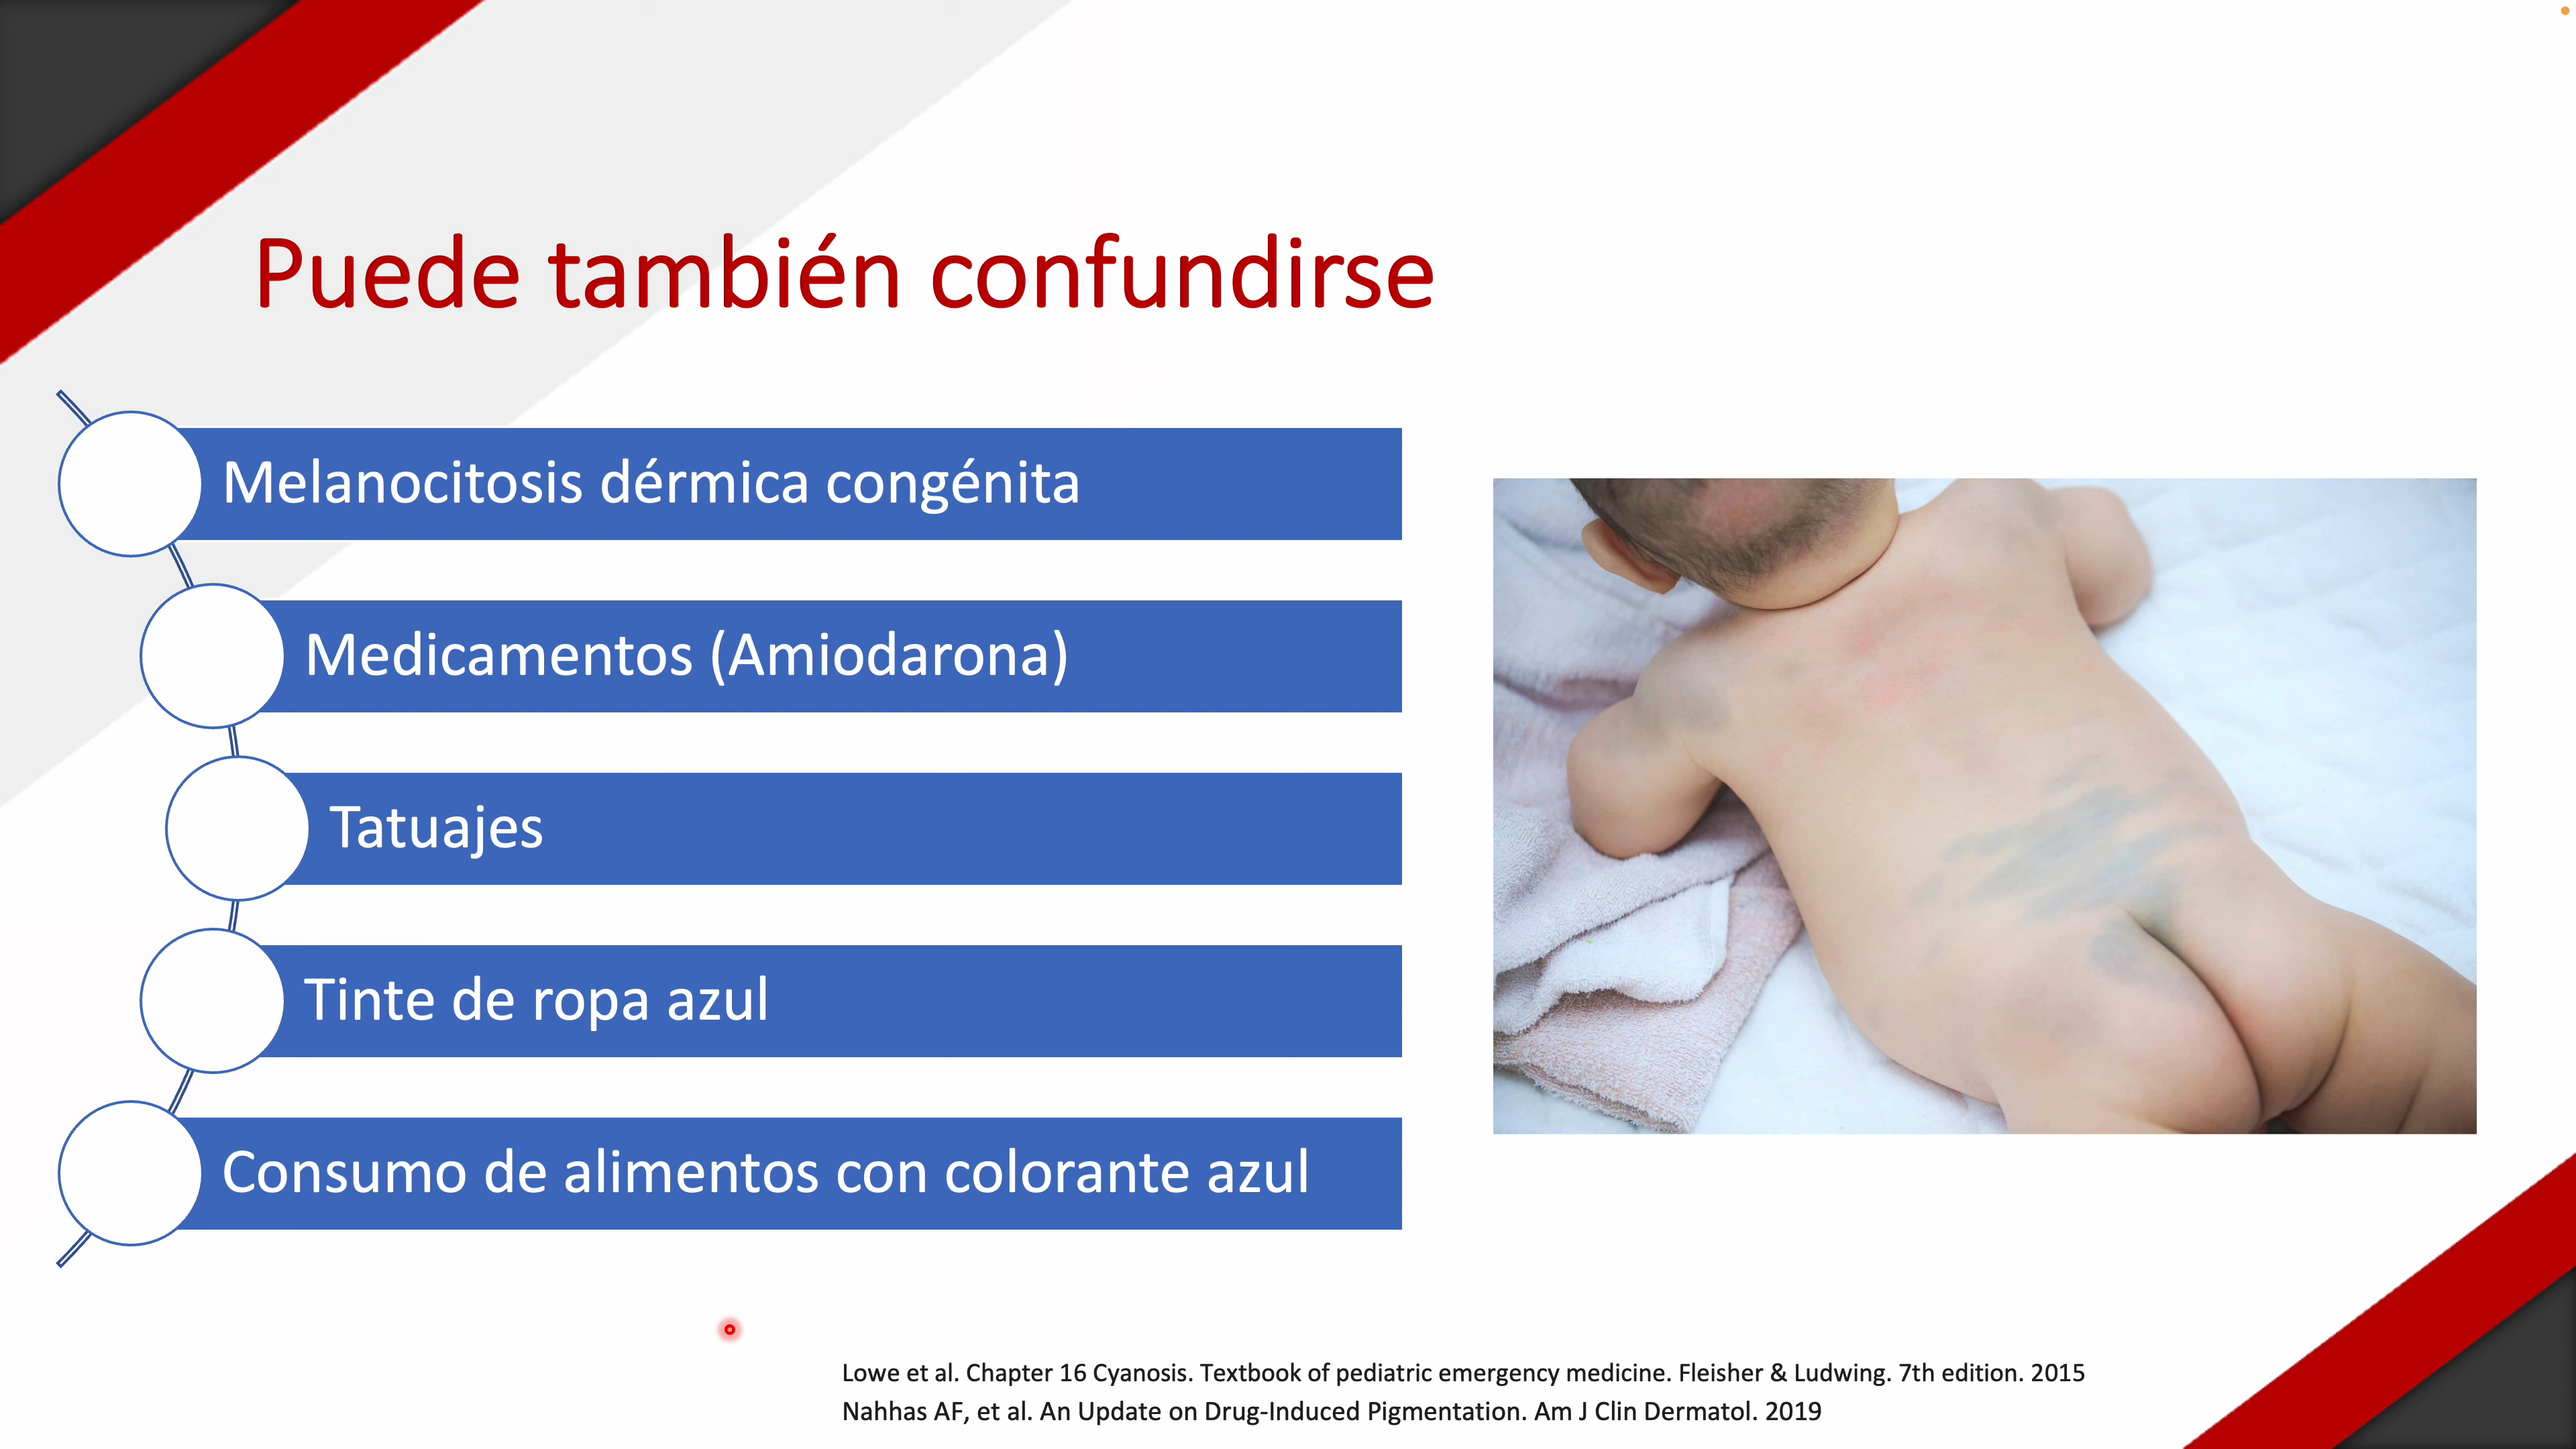 Puede también confundirse
Melanocitosis dérmica congénita
Medicamentos (Amiodarona)
Tatuajes
Tinte de ropa azul
Consumo de alimentos con colorante azul
Lowe et al. Chapter 16 Cyanosis. Textbook of pediatric emergency medicine. Fleisher & Ludwing. 7th edition. 2015
Nahhas AF, et al. An Update on Drug-Induced Pigmentation. Am J Clin Dermatol. 2019